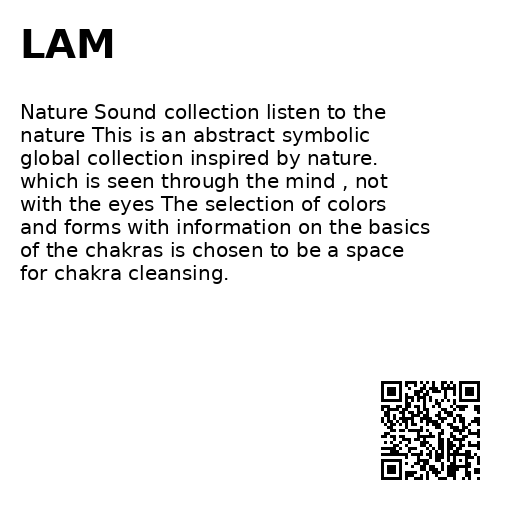 LAM
Nature Sound collection listen to the
nature This is an abstract symbolic
global collection inspired by nature.
which is seen through the mind , not
with the eyes The selection of colors
and forms with information on the basics
of the chakras is chosen to be a space
for chakra cleansing.